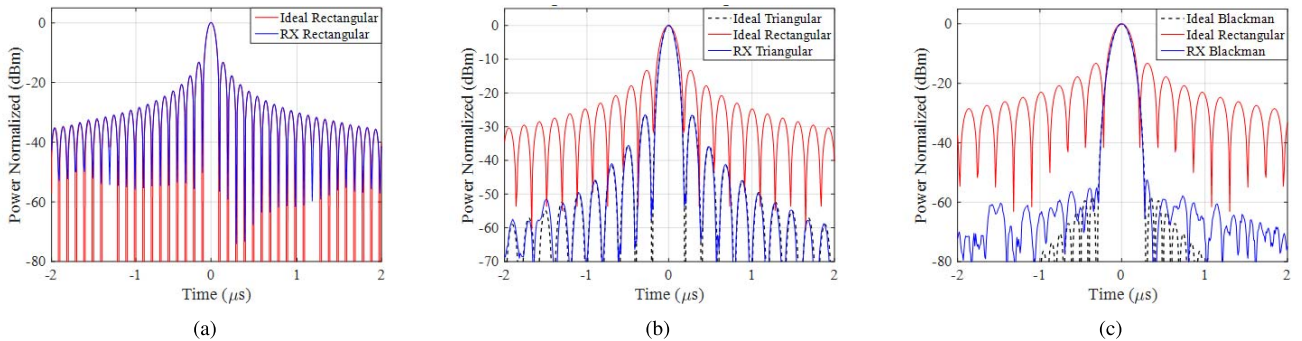 Ideal Rectangular
RX Rectangular
Power Normalized (dBm)
0
-20
-40
-60
-80
-2
-1
0
1
2
Time (μs)
(a)
Ideal Triangular
Ideal Rectangular
RX Triangular
Power Normalized (dBm)
0
-10
-20
-30
-40
-50
-60
-70
-2
-1
0
1
2
Time (μs)
(b)
Ideal Blackman
Ideal Rectangular
RX Blackman
Power Normalized (dBm)
0
-20
-40
-60
-80
-2
-1
0
1
2
Time (μs)
(c)